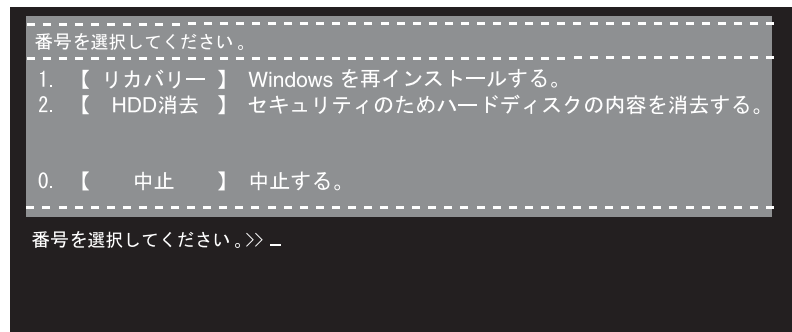 番号を選択してください。
1. 【 リカバリー 】 Windows を再インストールする。
2. 【 HDD消去 】 セキュリティのためハードディスクの内容を消去する。
0. 【 中止 】 中止する。
番号を選択してください。>> _